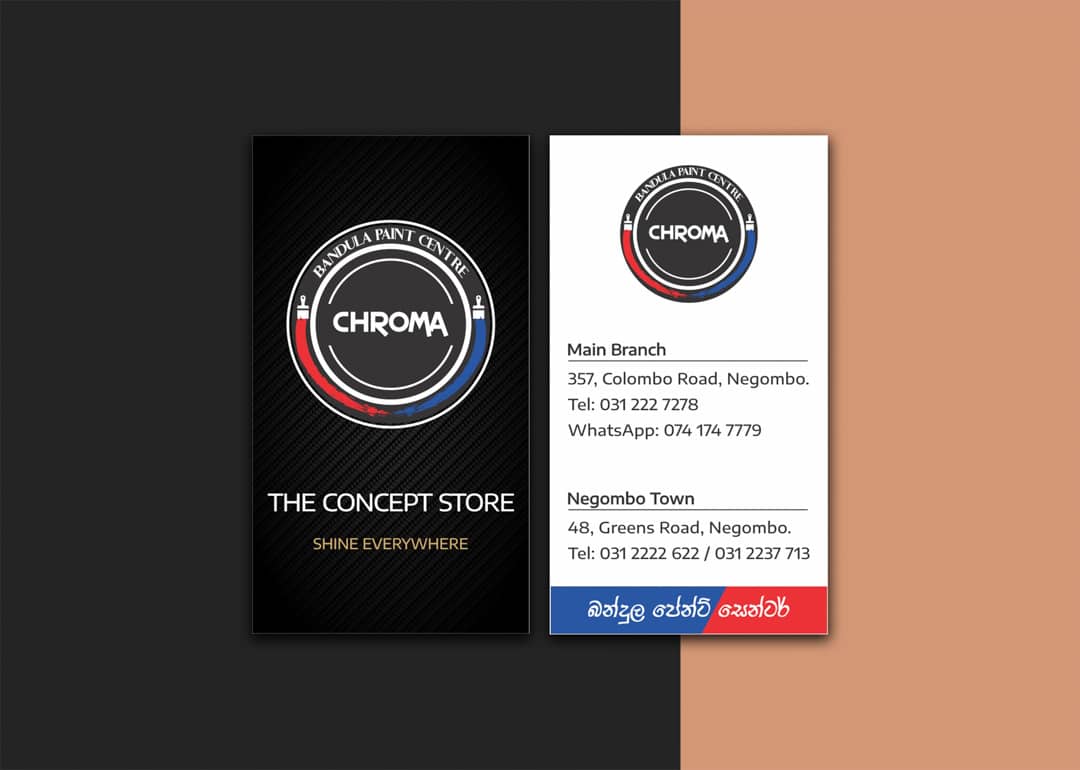 BANDULA PAINT CENTRE
CHROMA
THE CONCEPT STORE
SHINE EVERYWHERE
BANDULA PAINT CENTRE
CHROMA
Main Branch
357, Colombo Road, Negombo.
Tel: 031 222 7278
WhatsApp: 074 174 7779
Negombo Town
48, Greens Road, Negombo.
Tel: 031 2222 622 / 031 2237 713
බන්දුල පේන්ට් සෙන්ටර්